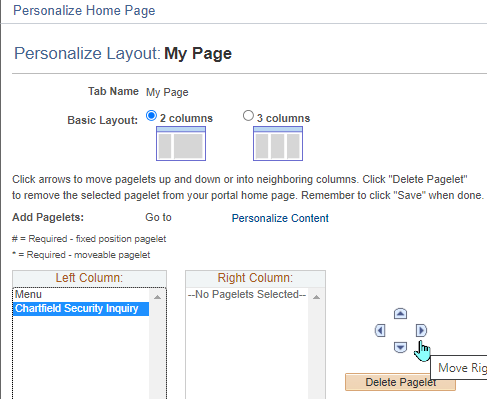 Personalize Home Page
Personalize Layout: My Page
Tab Name My Page
Basic Layout: 2 columns 3 columns
Click arrows to move pagelets up and down or into neighboring columns. Click "Delete Pagelet"
to remove the selected pagelet from your portal home page. Remember to click "Save" when done.
Add Pagelets: Go to Personalize Content
# = Required - fixed position pagelet
* = Required - moveable pagelet
Left Column: Right Column:
Menu --No Pagelets Selected--
Chartfield Security Inquiry
Move Rig
Delete Pagelet